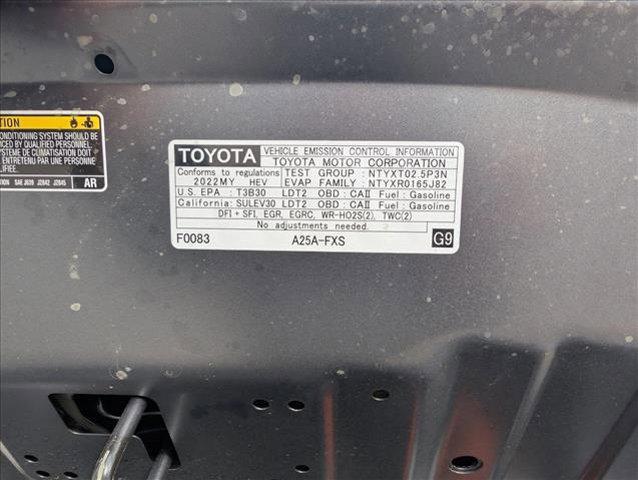 TION
ONDITIONING SYSTEM SHOULD BE
ED BY QUALIFIED PERSONNEL.
SYSTEME DE CLIMATISATION DOIT
ENTRETENU PAR UNE PERSONNE
ALIFIÉE.
SAE J639 J2842 J2845 AR
TOYOTA VEHICLE EMISSION CONTROL INFORMATION
TOYOTA MOTOR CORPORATION
Conforms to regulations TEST GROUP : NTYXT02.5P3N
2022MY HEV EVAP FAMILY : NTYXR0165J82
U.S. EPA : T3B30 LDT2 OBD : CAII Fuel : Gasoline
California: SULEV30 LDT2 OBD : CAII Fuel : Gasoline
DFI + SFI, EGR, EGRC, WR-HO2S(2), TWC(2)
No adjustments needed.
F0083 A25A-FXS G9